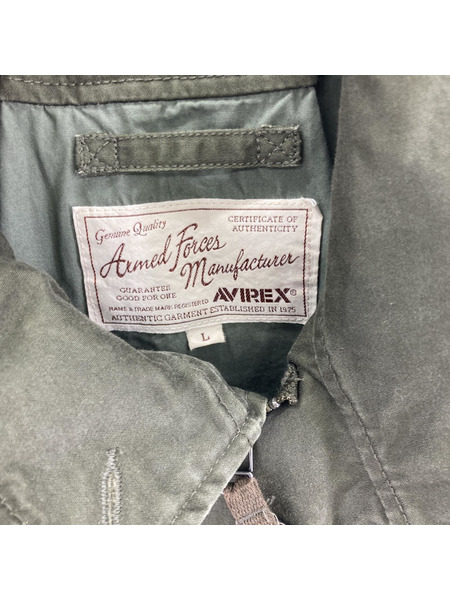 Genuine Quality
CERTIFICATE OF
AUTHENTICITY
Armed Forces
Manufacturer
GUARANTEE
GOOD FOR ONE
AVIREX®
NAME & TRADE MARK REGISTERED
AUTHENTIC GARMENT ESTABLISHED IN 1975
L